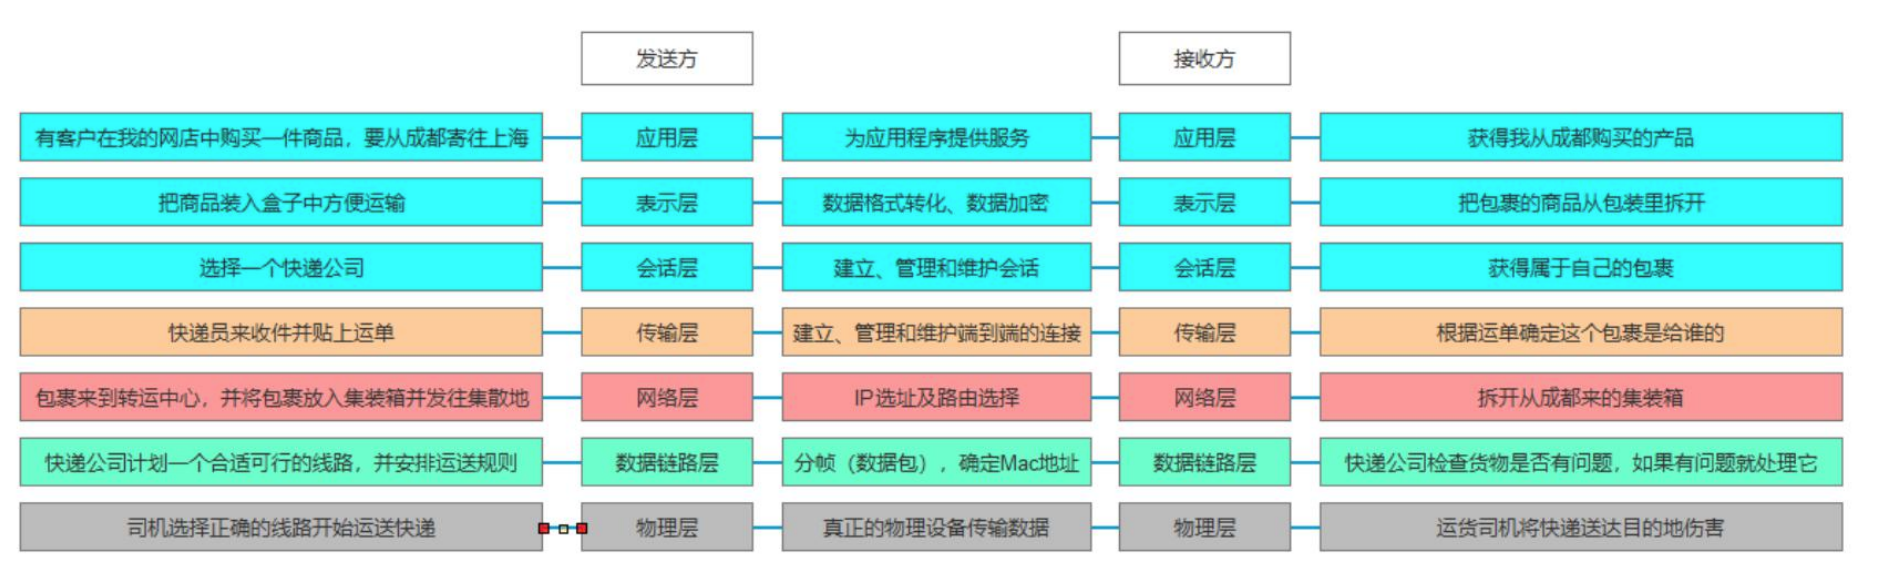 发送方
接收方
有客户在我的网店中购买一件商品，要从成都寄往上海
应用层
为应用程序提供服务
应用层
获得我从成都购买的产品
把商品装入盒子中方便运输
表示层
数据格式转化、数据加密
表示层
把包裹的商品从包装里拆开
选择一个快递公司
会话层
建立、管理和维护会话
会话层
获得属于自己的包裹
快递员来收件并贴上运单
传输层
建立、管理和维护端到端的连接
传输层
根据运单确定这个包裹是给谁的
包裹来到转运中心，并将包裹放入集装箱并发往集散地
网络层
IP选址及路由选择
网络层
拆开从成都来的集装箱
快递公司计划一个合适可行的线路，并安排运送规则
数据链路层
分帧（数据包），确定Mac地址
数据链路层
快递公司检查货物是否有问题，如果有问题就处理它
司机选择正确的线路开始运送快递
物理层
真正的物理设备传输数据
物理层
运货司机将快递送达目的地伤害